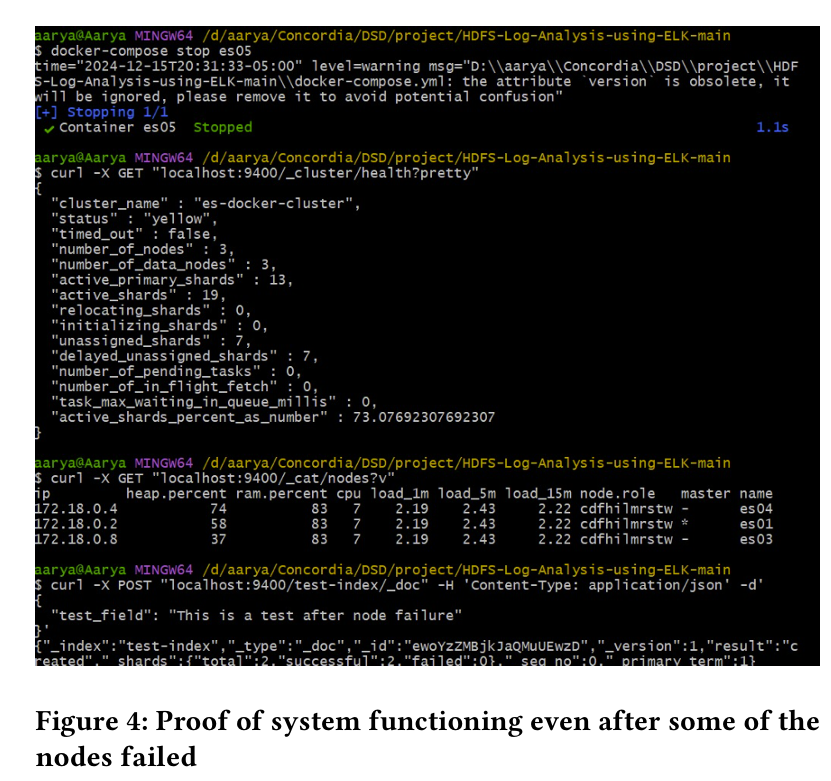 aarya@Aarya MINGW64 /d/aarya/Concordia/DSD/project/HDFS-Log-Analysis-using-ELK-main
$ docker-compose stop es05
time="2024-12-15T20:31:33-05:00" level=warning msg="D:\\aarya\\Concordia\\DSD\\project\\HDF
S-Log-Analysis-using-ELK-main\\docker-compose.yml: the attribute `version` is obsolete, it
will be ignored, please remove it to avoid potential confusion"
[+] Stopping 1/1
✓ Container es05  Stopped 1.1s
aarya@Aarya MINGW64 /d/aarya/Concordia/DSD/project/HDFS-Log-Analysis-using-ELK-main
$ curl -X GET "localhost:9400/_cluster/health?pretty"
{
  "cluster_name" : "es-docker-cluster",
  "status" : "yellow",
  "timed_out" : false,
  "number_of_nodes" : 3,
  "number_of_data_nodes" : 3,
  "active_primary_shards" : 13,
  "active_shards" : 19,
  "relocating_shards" : 0,
  "initializing_shards" : 0,
  "unassigned_shards" : 7,
  "delayed_unassigned_shards" : 7,
  "number_of_pending_tasks" : 0,
  "number_of_in_flight_fetch" : 0,
  "task_max_waiting_in_queue_millis" : 0,
  "active_shards_percent_as_number" : 73.07692307692307
}
aarya@Aarya MINGW64 /d/aarya/Concordia/DSD/project/HDFS-Log-Analysis-using-ELK-main
$ curl -X GET "localhost:9400/_cat/nodes?v"
ip heap.percent ram.percent cpu load_1m load_5m load_15m node.role master name
172.18.0.4 74 83 7 2.19 2.43 2.22 cdfhilmrstw - es04
172.18.0.2 58 83 7 2.19 2.43 2.22 cdfhilmrstw * es01
172.18.0.8 37 83 7 2.19 2.43 2.22 cdfhilmrstw - es03
aarya@Aarya MINGW64 /d/aarya/Concordia/DSD/project/HDFS-Log-Analysis-using-ELK-main
$ curl -X POST "localhost:9400/test-index/_doc" -H 'Content-Type: application/json' -d'
{
  "test_field": "This is a test after node failure"
}'
{"_index":"test-index","_type":"_doc","_id":"ewoYzZMBjkJaQMuUEwzD","_version":1,"result":"c
reated","_shards":{"total":2,"successful":2,"failed":0},"_seq_no":0,"_primary_term":1}
Figure 4: Proof of system functioning even after some of the
nodes failed